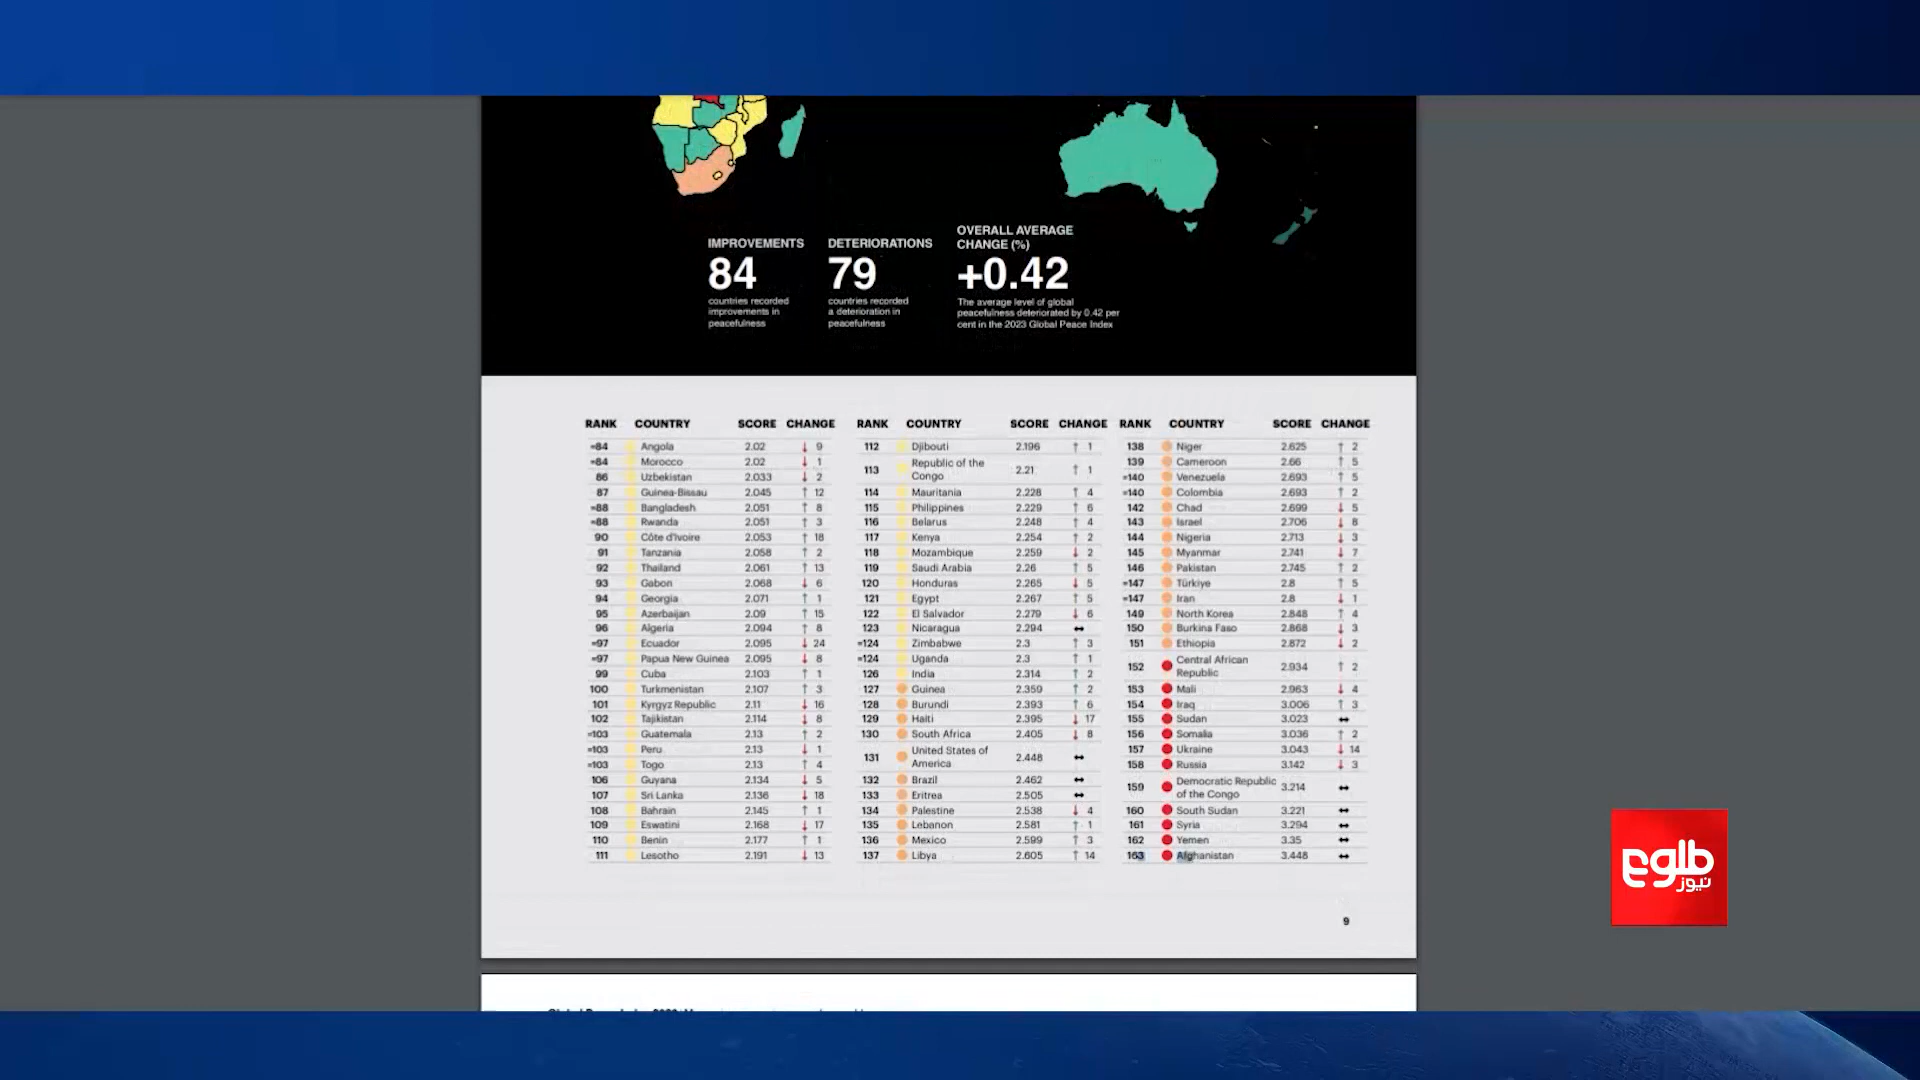 IMPROVEMENTS
84
countries recorded
improvements in
peacefulness
DETERIORATIONS
79
countries recorded
a deterioration in
peacefulness
OVERALL AVERAGE
CHANGE (%)
+0.42
The average level of global
peacefulness deteriorated by 0.42 per
cent in the 2023 Global Peace Index
RANK COUNTRY SCORE CHANGE
=84 Angola 2.02 ↓ 9
=84 Morocco 2.02 ↓ 1
86 Uzbekistan 2.033 ↓ 2
87 Guinea-Bissau 2.045 ↑ 12
=88 Bangladesh 2.051 ↑ 8
=88 Rwanda 2.051 ↑ 3
90 Côte d'Ivoire 2.053 ↑ 18
91 Tanzania 2.058 ↑ 2
92 Thailand 2.061 ↑ 13
93 Gabon 2.068 ↓ 6
94 Georgia 2.071 ↑ 1
95 Azerbaijan 2.09 ↑ 15
96 Algeria 2.094 ↑ 8
=97 Ecuador 2.095 ↓ 24
=97 Papua New Guinea 2.095 ↓ 8
99 Cuba 2.103 ↑ 1
100 Turkmenistan 2.107 ↑ 3
101 Kyrgyz Republic 2.11 ↓ 16
102 Tajikistan 2.114 ↓ 8
=103 Guatemala 2.13 ↑ 2
=103 Peru 2.13 ↓ 1
=103 Togo 2.13 ↑ 4
106 Guyana 2.134 ↓ 5
107 Sri Lanka 2.136 ↓ 18
108 Bahrain 2.145 ↑ 1
109 Eswatini 2.168 ↓ 17
110 Benin 2.177 ↑ 1
111 Lesotho 2.191 ↓ 13
RANK COUNTRY SCORE CHANGE
112 Djibouti 2.196 ↑ 1
113 Republic of the
Congo 2.21 ↑ 1
114 Mauritania 2.228 ↑ 4
115 Philippines 2.229 ↑ 6
116 Belarus 2.248 ↑ 4
117 Kenya 2.254 ↑ 2
118 Mozambique 2.259 ↓ 2
119 Saudi Arabia 2.26 ↑ 5
120 Honduras 2.265 ↓ 5
121 Egypt 2.267 ↑ 5
122 El Salvador 2.279 ↓ 6
123 Nicaragua 2.294 ↔
=124 Zimbabwe 2.3 ↑ 3
=124 Uganda 2.3 ↑ 1
126 India 2.314 ↑ 2
127 Guinea 2.359 ↑ 2
128 Burundi 2.393 ↑ 6
129 Haiti 2.395 ↓ 17
130 South Africa 2.405 ↓ 8
131 United States of
America 2.448 ↔
132 Brazil 2.462 ↔
133 Eritrea 2.505 ↔
134 Palestine 2.538 ↓ 4
135 Lebanon 2.581 ↑ 1
136 Mexico 2.599 ↑ 3
137 Libya 2.605 ↑ 14
RANK COUNTRY SCORE CHANGE
138 Niger 2.625 ↑ 2
139 Cameroon 2.66 ↑ 5
=140 Venezuela 2.693 ↑ 5
=140 Colombia 2.693 ↑ 2
142 Chad 2.699 ↓ 5
143 Israel 2.706 ↓ 8
144 Nigeria 2.713 ↓ 3
145 Myanmar 2.741 ↓ 7
146 Pakistan 2.745 ↑ 2
=147 Türkiye 2.8 ↑ 5
=147 Iran 2.8 ↓ 1
149 North Korea 2.848 ↑ 4
150 Burkina Faso 2.868 ↓ 3
151 Ethiopia 2.872 ↓ 2
152 Central African
Republic 2.934 ↑ 2
153 Mali 2.963 ↓ 4
154 Iraq 3.006 ↑ 3
155 Sudan 3.023 ↔
156 Somalia 3.036 ↑ 2
157 Ukraine 3.043 ↓ 14
158 Russia 3.142 ↓ 3
159 Democratic Republic
of the Congo 3.214 ↔
160 South Sudan 3.221 ↔
161 Syria 3.294 ↔
162 Yemen 3.35 ↔
163 Afghanistan 3.448 ↔
9
طلوع
نیوز